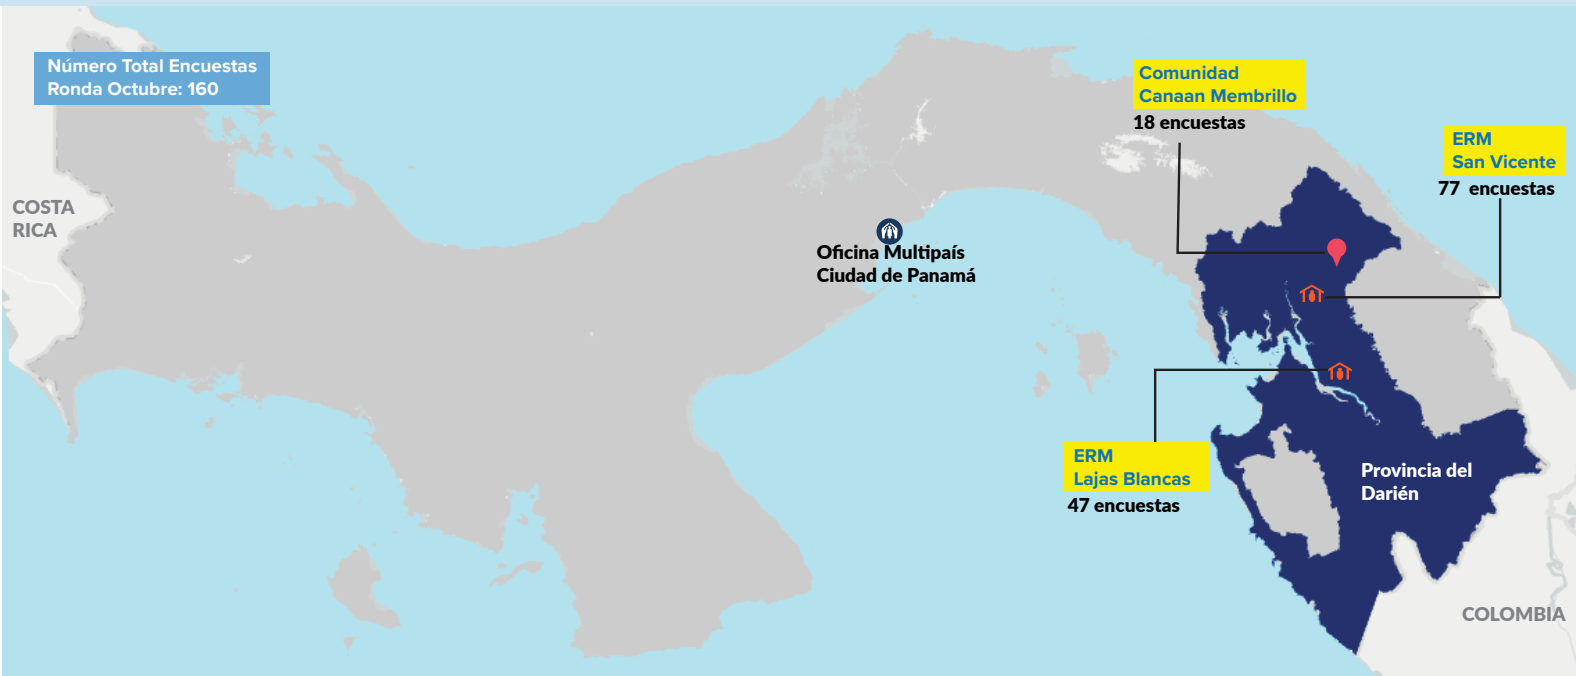 Número Total Encuestas
Ronda Octubre: 160
Comunidad
Canaan Membrillo
18 encuestas
ERM
San Vicente
77 encuestas
COSTA
RICA
Oficina Multipaís
Ciudad de Panamá
ERM
Lajas Blancas
47 encuestas
Provincia del
Darién
COLOMBIA